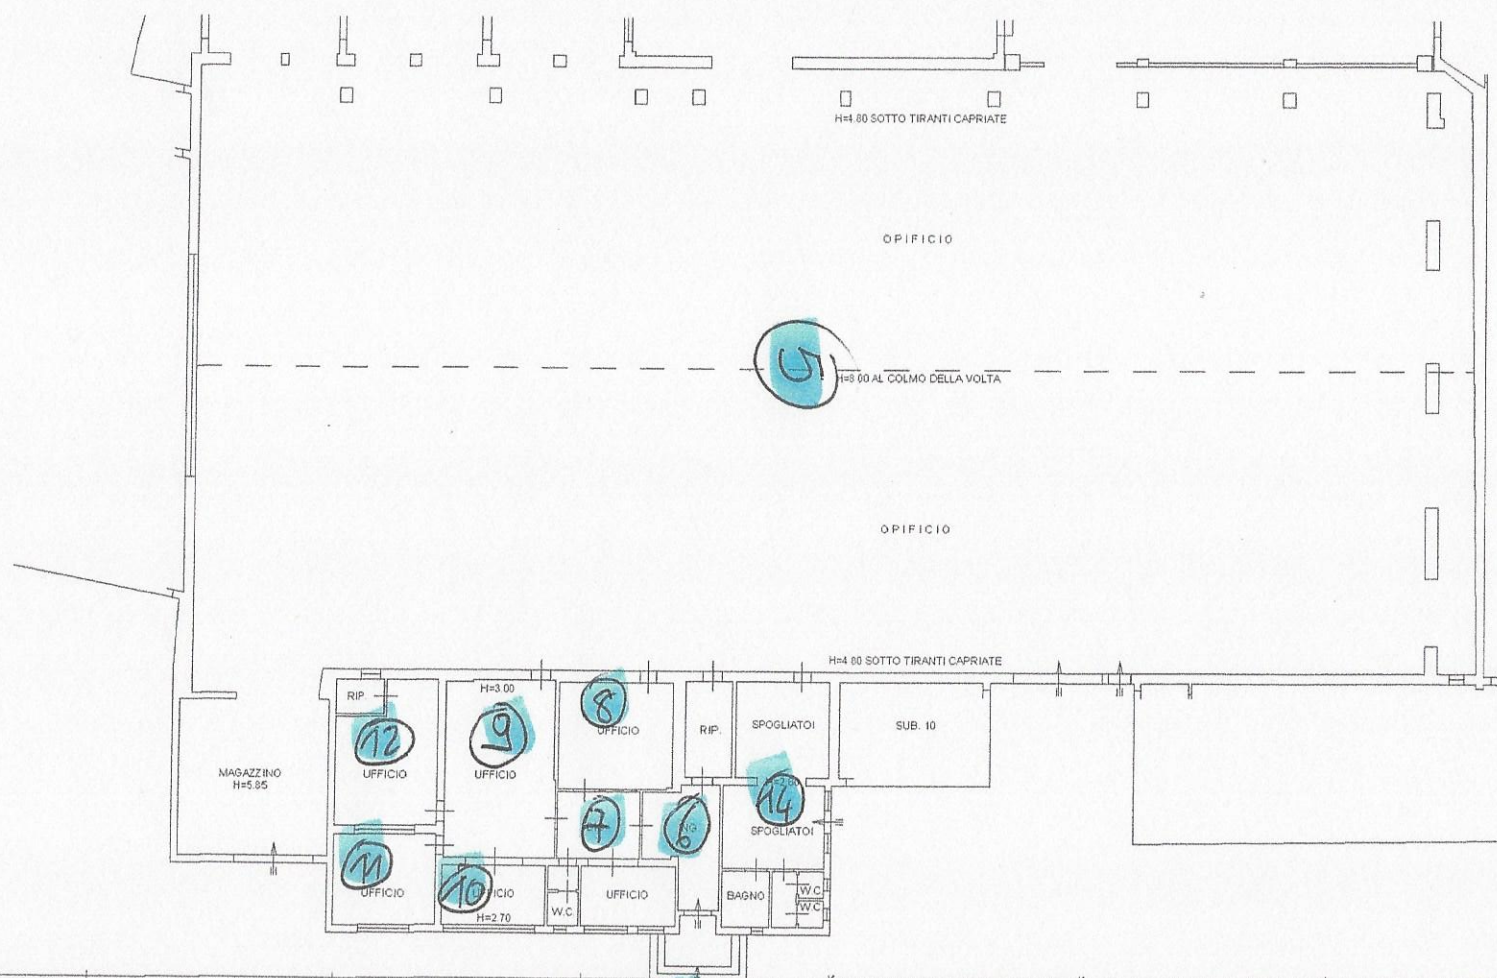 H=4.80 SOTTO TIRANTI CAPRIATE
OPIFICIO
5
H=8.00 AL COLMO DELLA VOLTA
OPIFICIO
H=4.80 SOTTO TIRANTI CAPRIATE
RIP.
H=3.00
8
UFFICIO
RIP.
SPOGLIATOI
SUB. 10
12
UFFICIO
9
UFFICIO
MAGAZZINO
H=5.85
14
SPOGLIATOI
7
6
11
UFFICIO
10
UFFICIO
H=2.70
W.C.
UFFICIO
BAGNO
W.C.
W.C.